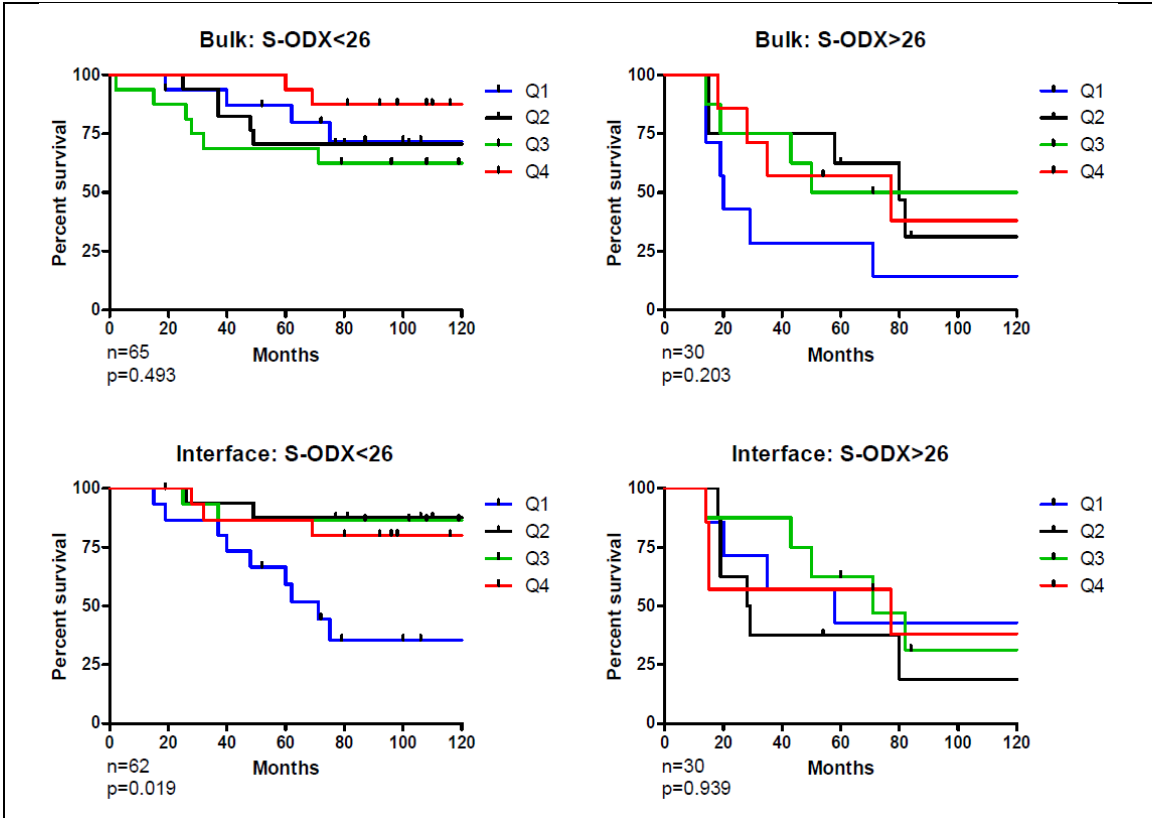 Bulk: S-ODX<26
Percent survival
100
75
50
25
0
0 20 40 60 80 100 120
Months
n=65
p=0.493
Q1
Q2
Q3
Q4
Bulk: S-ODX>26
Percent survival
100
75
50
25
0
0 20 40 60 80 100 120
Months
n=30
p=0.203
Q1
Q2
Q3
Q4
Interface: S-ODX<26
Percent survival
100
75
50
25
0
0 20 40 60 80 100 120
Months
n=62
p=0.019
Q1
Q2
Q3
Q4
Interface: S-ODX>26
Percent survival
100
75
50
25
0
0 20 40 60 80 100 120
Months
n=30
p=0.939
Q1
Q2
Q3
Q4